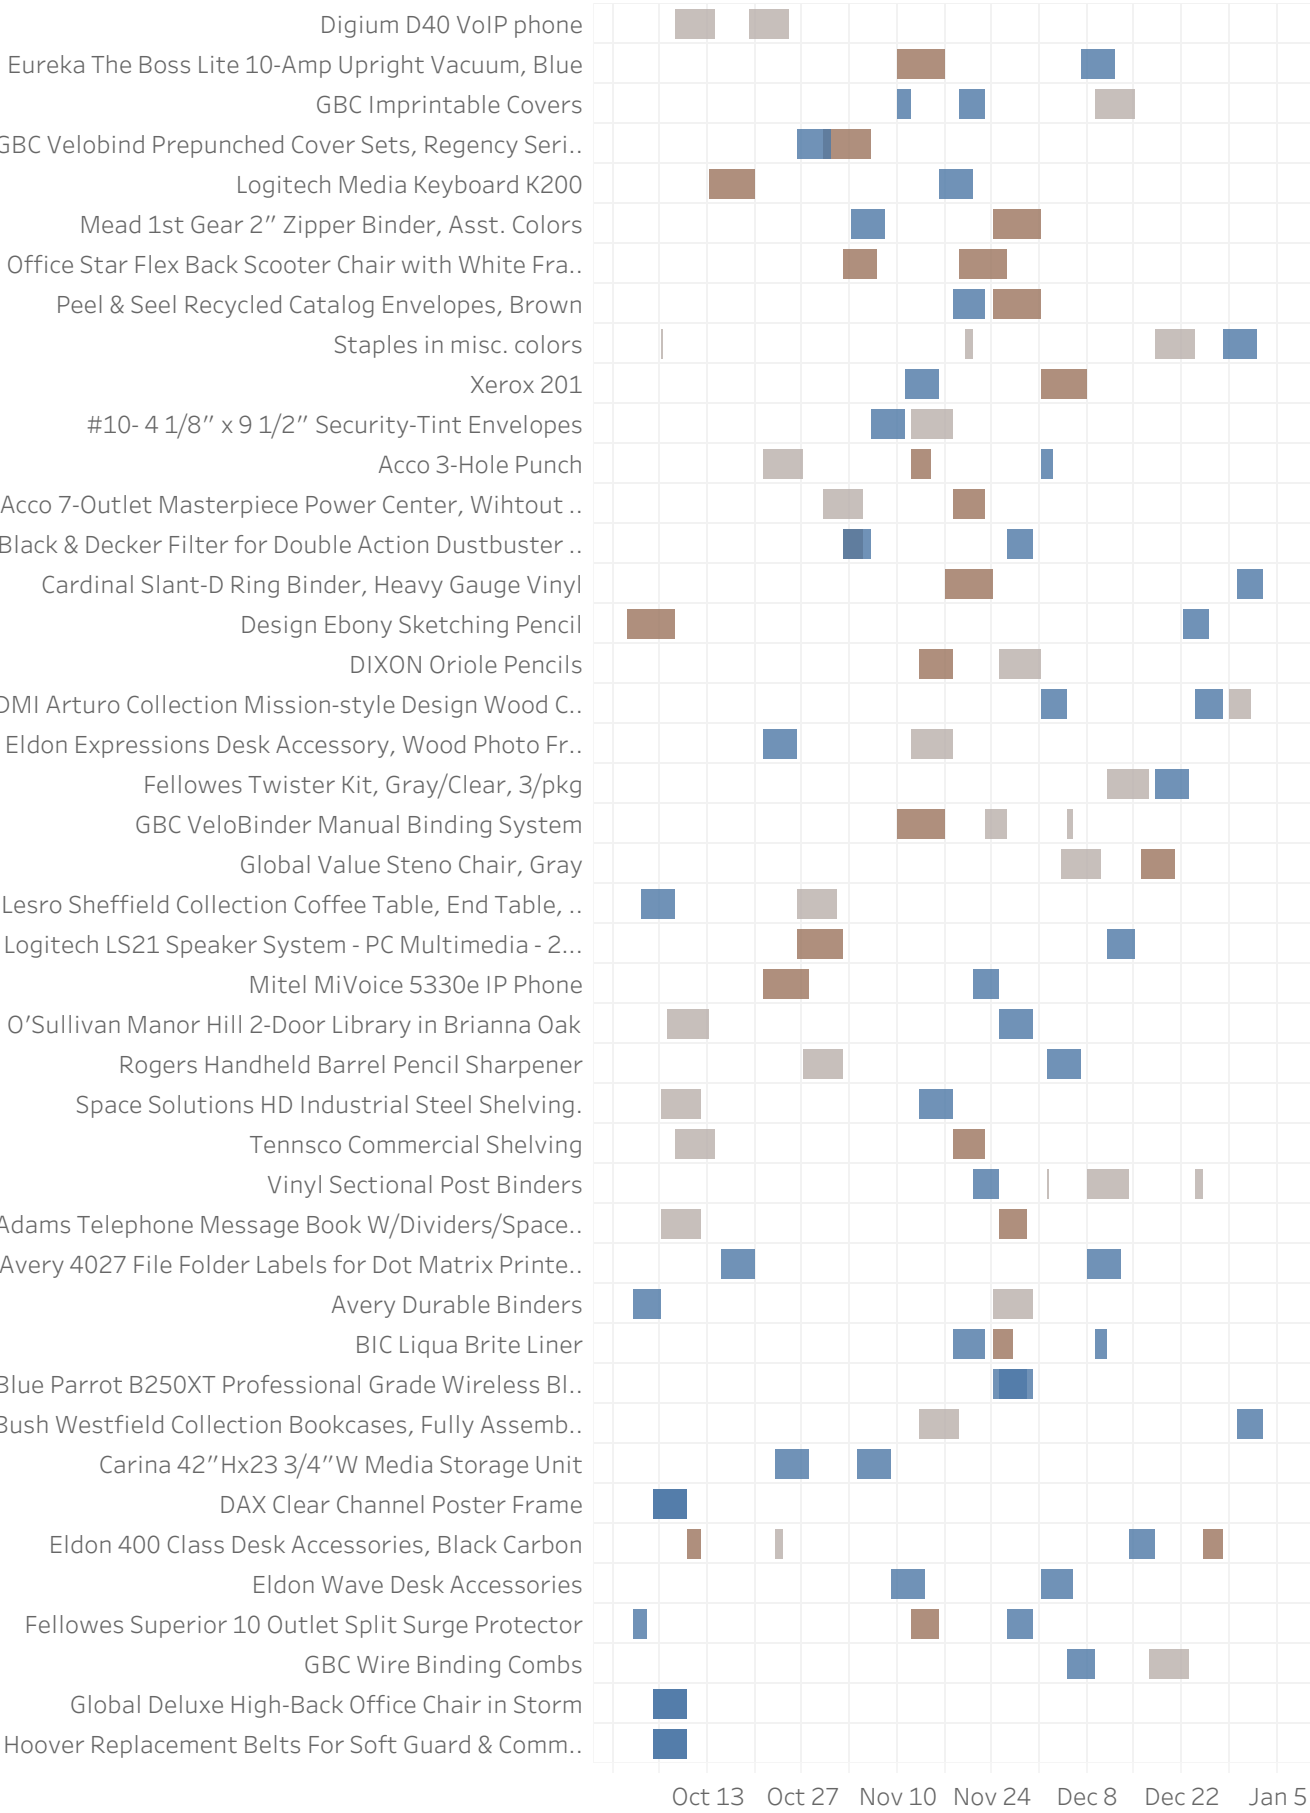 Digium D40 VoIP phone
Eureka The Boss Lite 10-Amp Upright Vacuum, Blue
GBC Imprintable Covers
GBC Velobind Prepunched Cover Sets, Regency Seri..
Logitech Media Keyboard K200
Mead 1st Gear 2" Zipper Binder, Asst. Colors
Office Star Flex Back Scooter Chair with White Fra..
Peel & Seel Recycled Catalog Envelopes, Brown
Staples in misc. colors
Xerox 201
#10- 4 1/8" x 9 1/2" Security-Tint Envelopes
Acco 3-Hole Punch
Acco 7-Outlet Masterpiece Power Center, Wihtout ..
Black & Decker Filter for Double Action Dustbuster ..
Cardinal Slant-D Ring Binder, Heavy Gauge Vinyl
Design Ebony Sketching Pencil
DIXON Oriole Pencils
DMI Arturo Collection Mission-style Design Wood C..
Eldon Expressions Desk Accessory, Wood Photo Fr..
Fellowes Twister Kit, Gray/Clear, 3/pkg
GBC VeloBinder Manual Binding System
Global Value Steno Chair, Gray
Lesro Sheffield Collection Coffee Table, End Table, ..
Logitech LS21 Speaker System - PC Multimedia - 2...
Mitel MiVoice 5330e IP Phone
O'Sullivan Manor Hill 2-Door Library in Brianna Oak
Rogers Handheld Barrel Pencil Sharpener
Space Solutions HD Industrial Steel Shelving.
Tennsco Commercial Shelving
Vinyl Sectional Post Binders
Adams Telephone Message Book W/Dividers/Space..
Avery 4027 File Folder Labels for Dot Matrix Printe..
Avery Durable Binders
BIC Liqua Brite Liner
Blue Parrot B250XT Professional Grade Wireless Bl..
Bush Westfield Collection Bookcases, Fully Assemb..
Carina 42"Hx23 3/4"W Media Storage Unit
DAX Clear Channel Poster Frame
Eldon 400 Class Desk Accessories, Black Carbon
Eldon Wave Desk Accessories
Fellowes Superior 10 Outlet Split Surge Protector
GBC Wire Binding Combs
Global Deluxe High-Back Office Chair in Storm
Hoover Replacement Belts For Soft Guard & Comm..
Oct 13 Oct 27 Nov 10 Nov 24 Dec 8 Dec 22 Jan 5